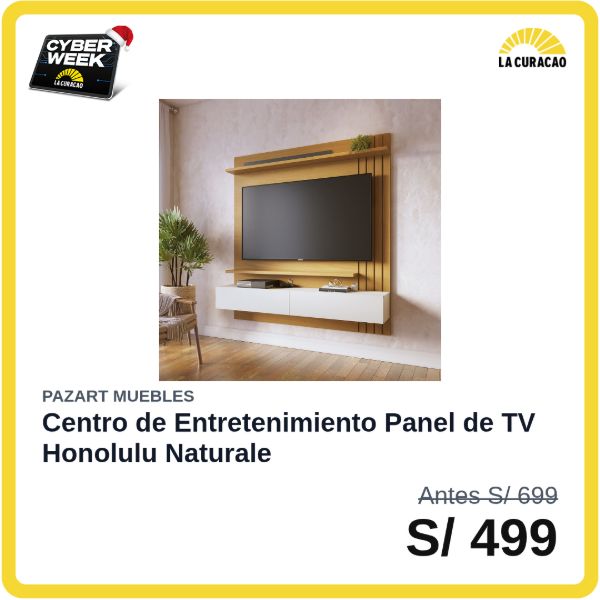 CYBER
WEEK
LA CURACAO
LA CURACAO
PAZART MUEBLES
Centro de Entretenimiento Panel de TV
Honolulu Naturale
Antes S/ 699
S/ 499